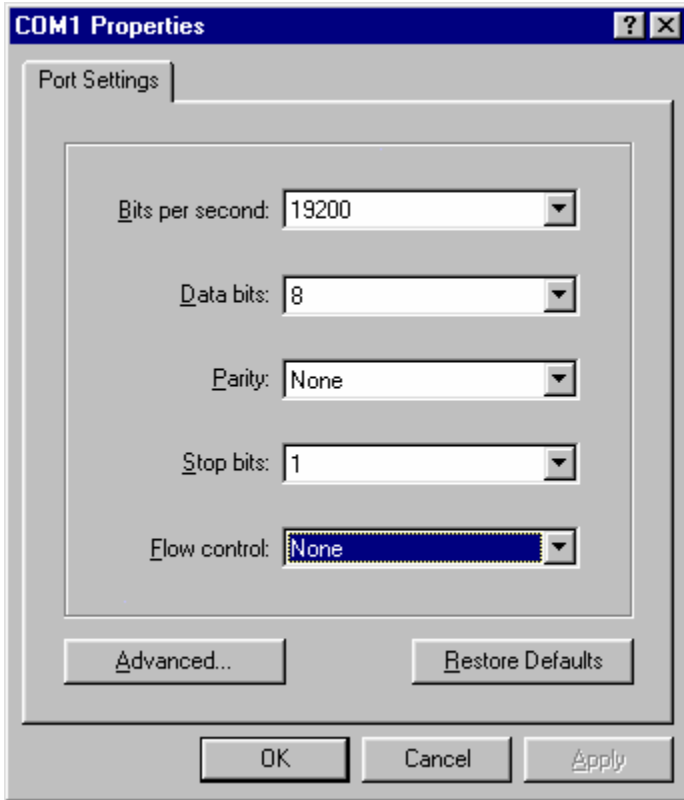 COM1 Properties
Port Settings
Bits per second: 19200
Data bits: 8
Parity: None
Stop bits: 1
Flow control: None
Advanced... Restore Defaults
OK Cancel Apply